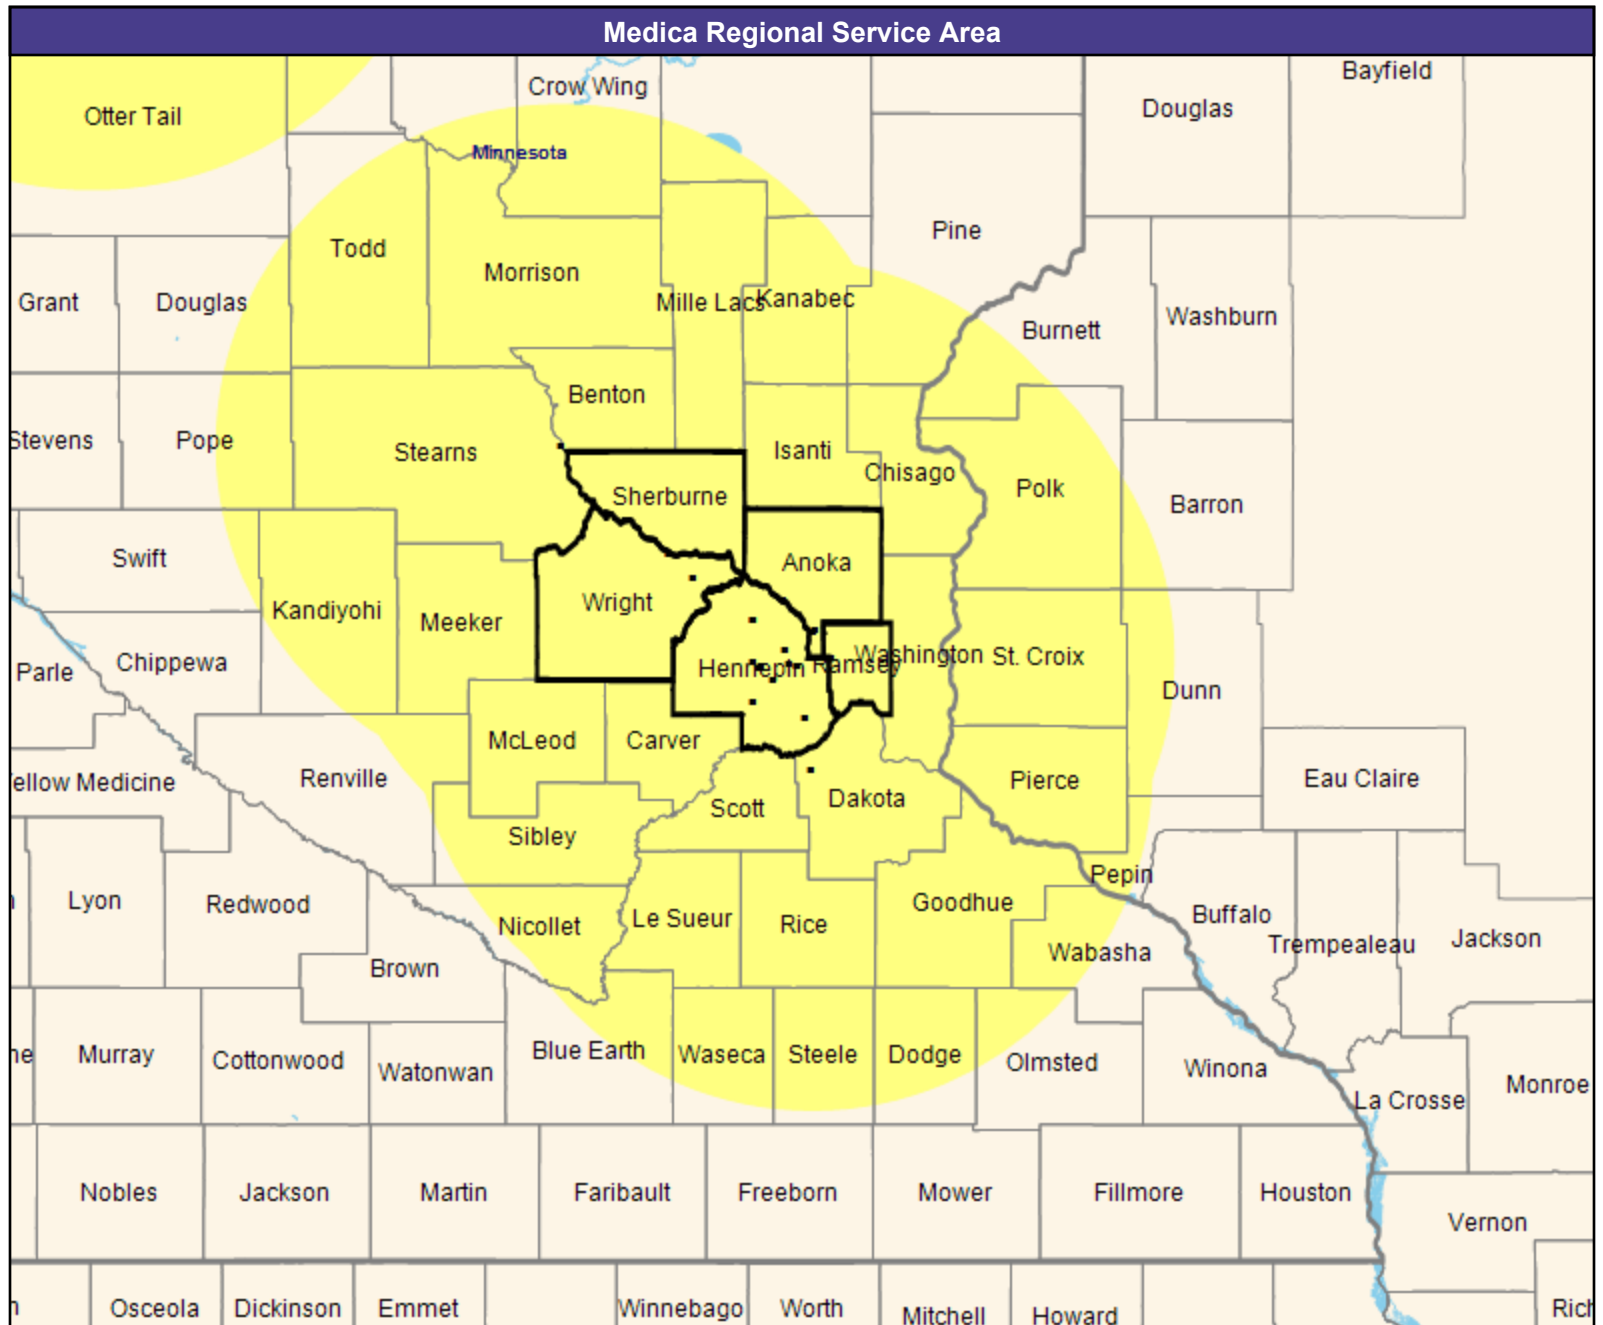 Medica Regional Service Area
Bayfield
Crow Wing
Douglas
Otter Tail
Minnesota
Pine
Todd
Morrison
Grant
Douglas
Mille Lacs
Kanabec
Washburn
Burnett
Benton
Stevens
Pope
Stearns
Isanti
Chisago
Polk
Sherburne
Barron
Swift
Anoka
Wright
Kandiyohi
Meeker
Washington
St. Croix
Chippewa
Hennepin
Ramsey
Parle
Dunn
McLeod
Carver
Renville
Eau Claire
ellow Medicine
Pierce
Dakota
Scott
Sibley
Pepin
Lyon
Redwood
Goodhue
Buffalo
Le Sueur
Rice
Nicollet
Jackson
Trempealeau
Wabasha
Brown
Blue Earth
ne
Murray
Cottonwood
Waseca
Steele
Dodge
Olmsted
Winona
Watonwan
Monroe
La Crosse
Nobles
Jackson
Martin
Faribault
Freeborn
Mower
Fillmore
Houston
Vernon
Osceola
Dickinson
Emmet
Winnebago
Worth
Mitchell
Howard
Rich